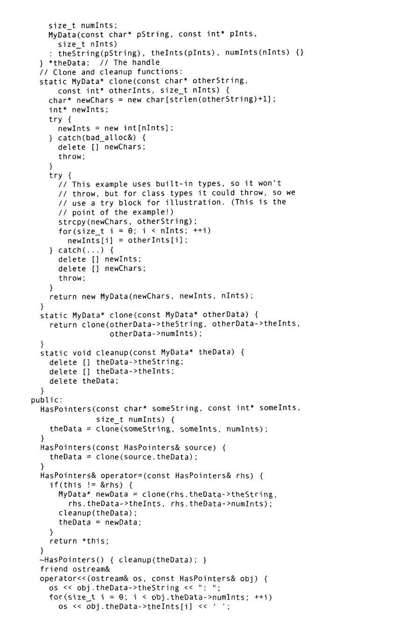 size_t numInts;
MyData(const char* pString, const int* pInts,
size_t nInts)
: theString(pString), theInts(pInts), numInts(nInts) {}
} *theData; // The handle
// Clone and cleanup functions:
static MyData* clone(const char* otherString,
const int* otherInts, size_t nInts) {
char* newChars = new char[strlen(otherString)+1];
int* newInts;
try {
newInts = new int[nInts];
} catch(bad_alloc&) {
delete [] newChars;
throw;
}
try {
// This example uses built-in types, so it won't
// throw, but for class types it could throw, so we
// use a try block for illustration. (This is the
// point of the example!)
strcpy(newChars, otherString);
for(size_t i = 0; i < nInts; ++i)
newInts[i] = otherInts[i];
} catch(...) {
delete [] newInts;
delete [] newChars;
throw;
}
return new MyData(newChars, newInts, nInts);
}
static MyData* clone(const MyData* otherData) {
return clone(otherData->theString, otherData->theInts,
otherData->numInts);
}
static void cleanup(const MyData* theData) {
delete [] theData->theString;
delete [] theData->theInts;
delete theData;
}
public:
HasPointers(const char* someString, const int* someInts,
size_t numInts) {
theData = clone(someString, someInts, numInts);
}
HasPointers(const HasPointers& source) {
theData = clone(source.theData);
}
HasPointers& operator=(const HasPointers& rhs) {
if(this != &rhs) {
MyData* newData = clone(rhs.theData->theString,
rhs.theData->theInts, rhs.theData->numInts);
cleanup(theData);
theData = newData;
}
return *this;
}
~HasPointers() { cleanup(theData); }
friend ostream&
operator<<(ostream& os, const HasPointers& obj) {
os << obj.theData->theString << ": ";
for(size_t i = 0; i < obj.theData->numInts; ++i)
os << obj.theData->theInts[i] << ' ';